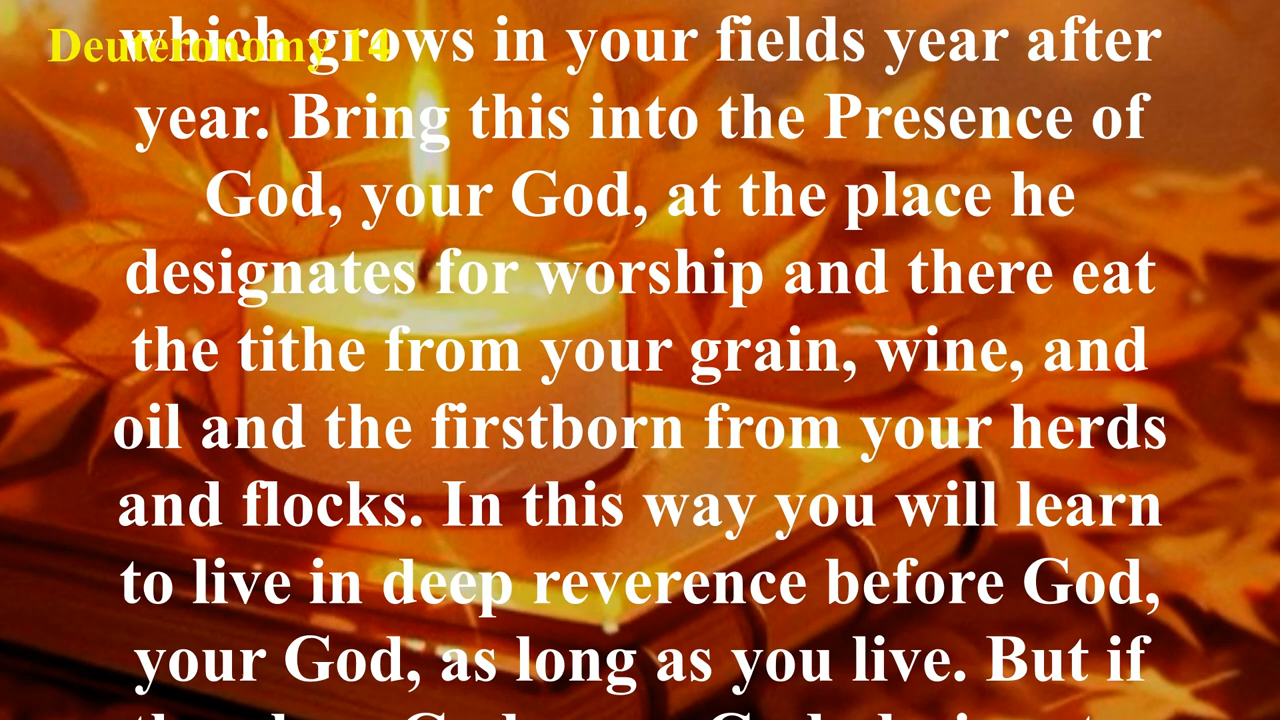 Deuteronomy 14
which grows in your fields year after
year. Bring this into the Presence of
God, your God, at the place he
designates for worship and there eat
the tithe from your grain, wine, and
oil and the firstborn from your herds
and flocks. In this way you will learn
to live in deep reverence before God,
your God, as long as you live. But if